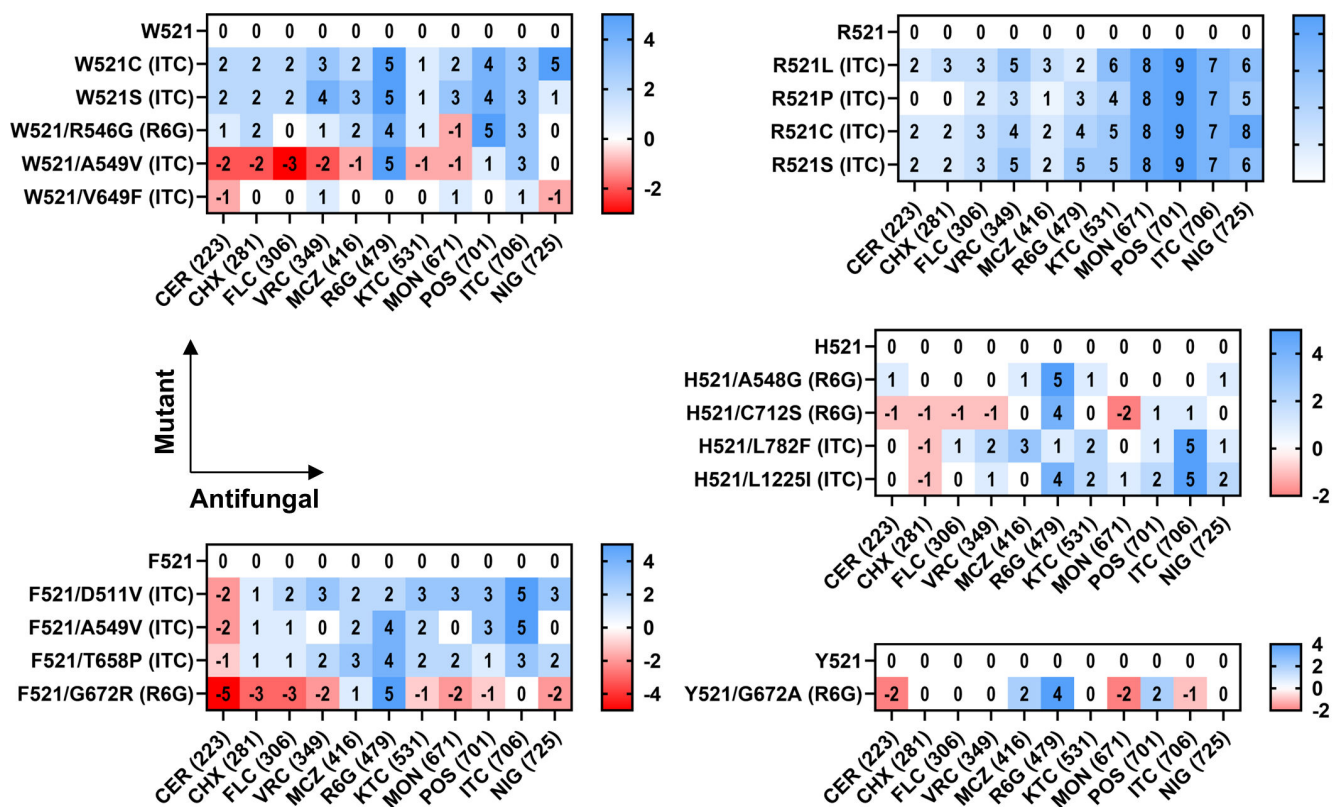 W521 0 0 0 0 0 0 0 0 0 0 0
W521C (ITC) 2 2 2 3 2 5 1 2 4 3 5
W521S (ITC) 2 2 2 4 3 5 1 3 4 3 1
W521/R546G (R6G) 1 2 0 1 2 4 1 -1 5 3 0
W521/A549V (ITC) -2 -2 -3 -2 -1 5 -1 -1 1 3 0
W521/V649F (ITC) -1 0 0 1 0 0 0 1 0 1 -1
CER (223) CHX (281) FLC (306) VRC (349) MCZ (416) R6G (479) KTC (531) MON (671) POS (701) ITC (706) NIG (725)
4
2
0
-2
R521 0 0 0 0 0 0 0 0 0 0 0
R521L (ITC) 2 3 3 5 3 2 6 8 9 7 6
R521P (ITC) 0 0 2 3 1 3 4 8 9 7 5
R521C (ITC) 2 2 3 4 2 4 5 8 9 7 8
R521S (ITC) 2 2 3 5 2 5 5 8 9 7 6
CER (223) CHX (281) FLC (306) VRC (349) MCZ (416) R6G (479) KTC (531) MON (671) POS (701) ITC (706) NIG (725)
Mutant
Antifungal
H521 0 0 0 0 0 0 0 0 0 0 0
H521/A548G (R6G) 1 0 0 0 1 5 1 0 0 0 1
H521/C712S (R6G) -1 -1 -1 -1 0 4 0 -2 1 1 0
H521/L782F (ITC) 0 -1 1 2 3 1 2 0 1 5 1
H521/L1225I (ITC) 0 -1 0 1 0 4 2 1 2 5 2
CER (223) CHX (281) FLC (306) VRC (349) MCZ (416) R6G (479) KTC (531) MON (671) POS (701) ITC (706) NIG (725)
4
2
0
-2
F521 0 0 0 0 0 0 0 0 0 0 0
F521/D511V (ITC) -2 1 2 3 2 2 3 3 3 5 3
F521/A549V (ITC) -2 1 1 0 2 4 2 0 3 5 0
F521/T658P (ITC) -1 1 1 2 3 4 2 2 1 3 2
F521/G672R (R6G) -5 -3 -3 -2 1 5 -1 -2 -1 0 -2
CER (223) CHX (281) FLC (306) VRC (349) MCZ (416) R6G (479) KTC (531) MON (671) POS (701) ITC (706) NIG (725)
4
2
0
-2
-4
Y521 0 0 0 0 0 0 0 0 0 0 0
Y521/G672A (R6G) -2 0 0 0 2 4 0 -2 2 -1 0
CER (223) CHX (281) FLC (306) VRC (349) MCZ (416) R6G (479) KTC (531) MON (671) POS (701) ITC (706) NIG (725)
4
2
0
-2